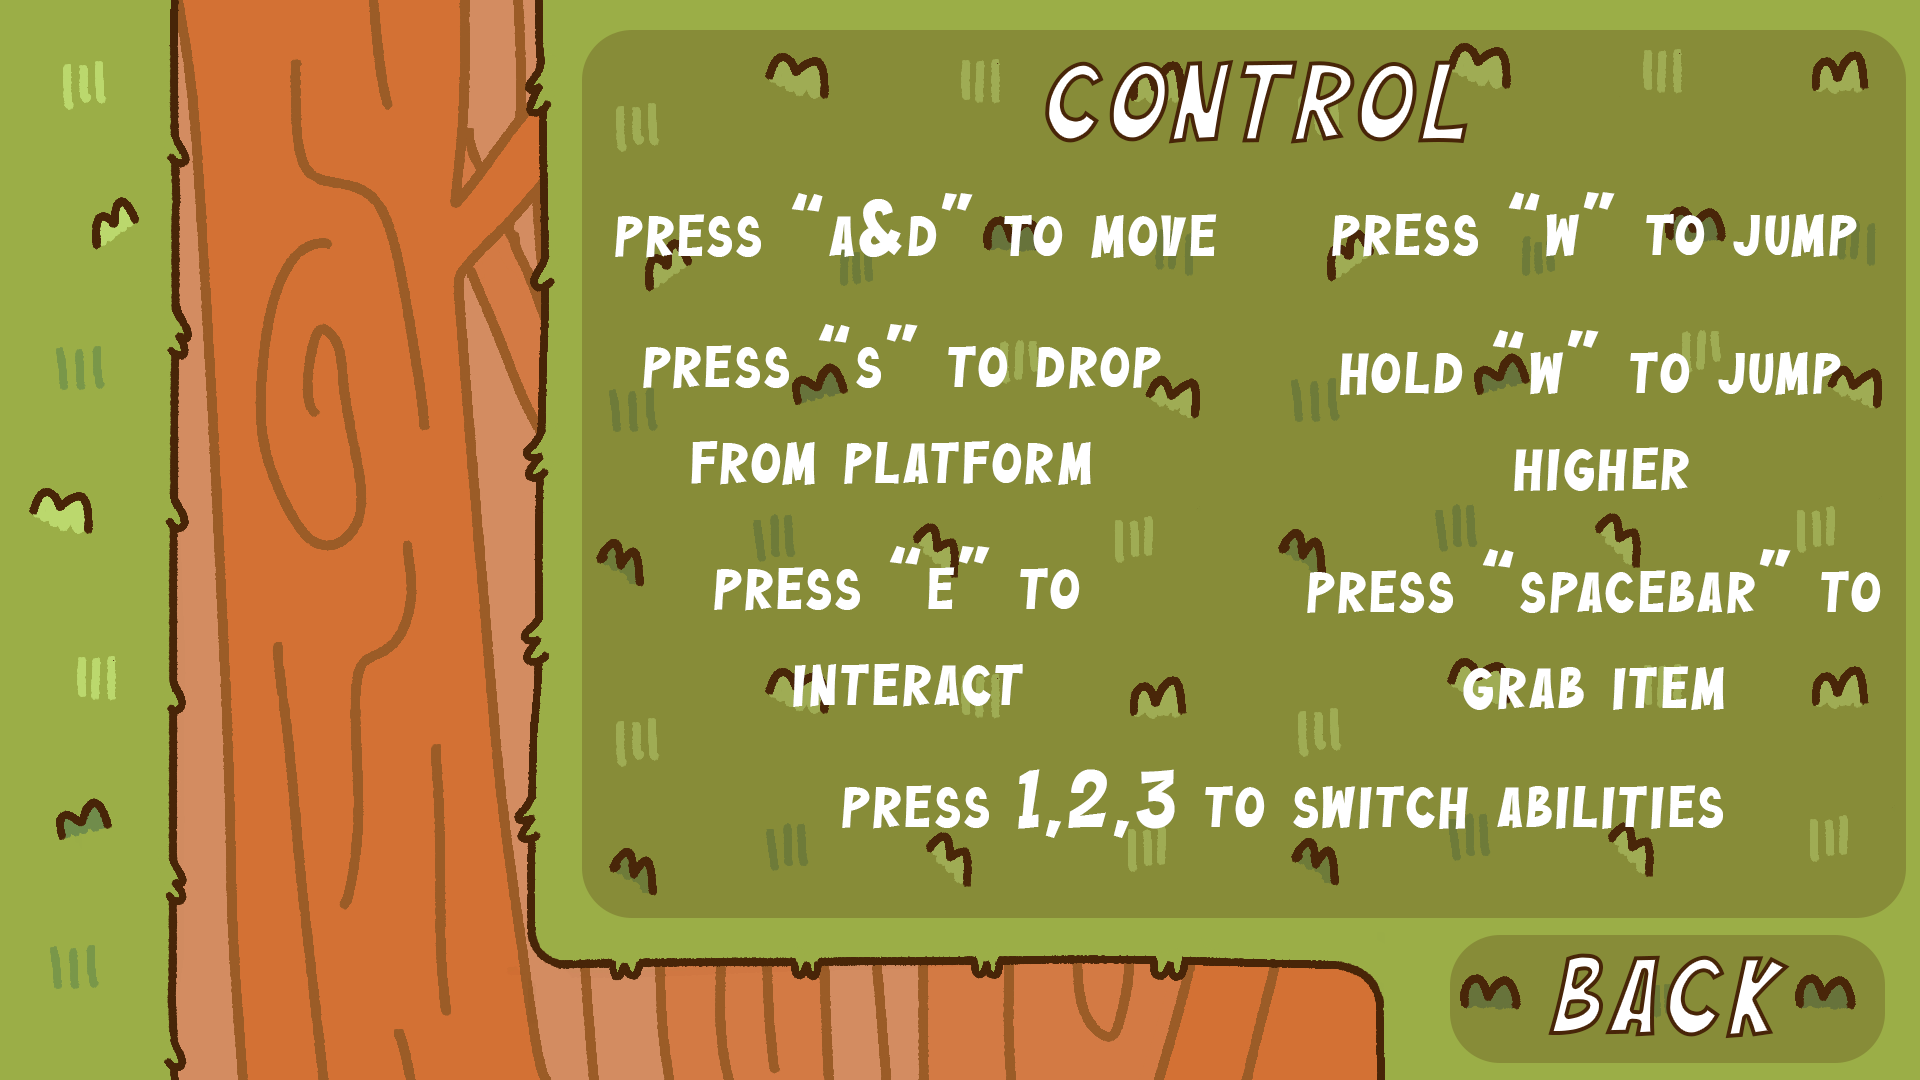 CONTROL
PRESS "A&D" TO MOVE
PRESS "W" TO JUMP
PRESS "S" TO DROP
FROM PLATFORM
HOLD "W" TO JUMP
HIGHER
PRESS "E" TO
INTERACT
PRESS "SPACEBAR" TO
GRAB ITEM
PRESS 1,2,3 TO SWITCH ABILITIES
BACK